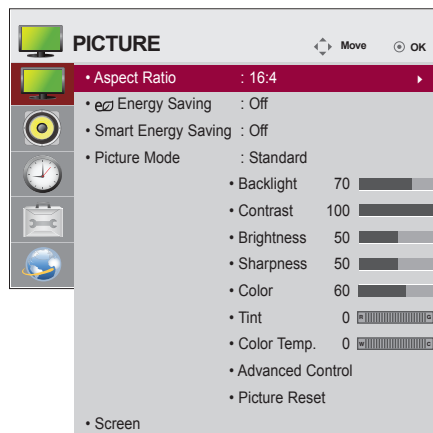 PICTURE Move OK
• Aspect Ratio : 16:4
• Energy Saving : Off
• Smart Energy Saving : Off
• Picture Mode : Standard
• Backlight 70
• Contrast 100
• Brightness 50
• Sharpness 50
• Color 60
• Tint 0 R G
• Color Temp. 0 W C
• Advanced Control
• Picture Reset
• Screen